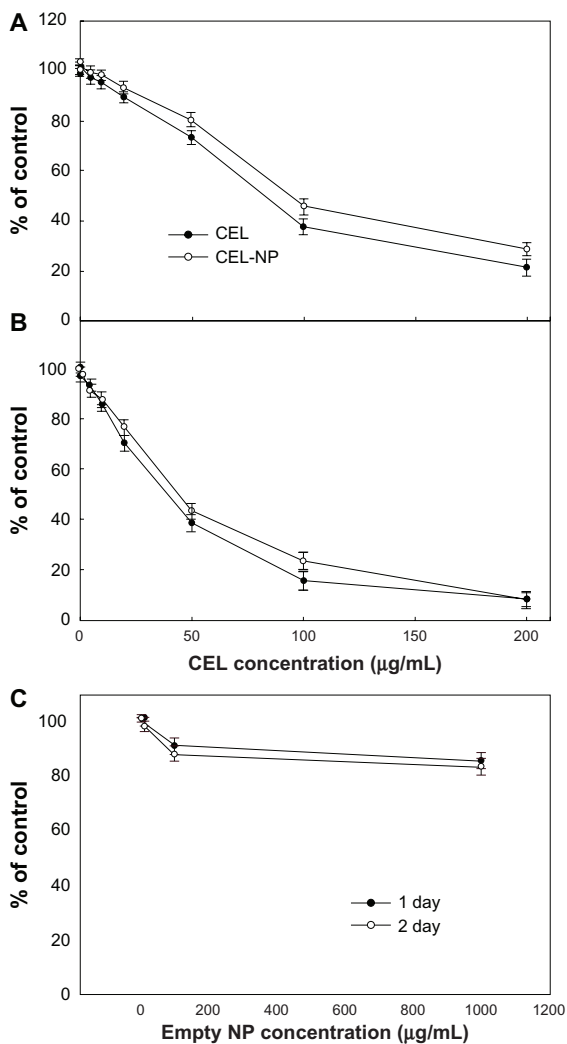 A
120
100
80
60
40
20
0
% of control
CEL
CEL-NP
B
100
80
60
40
20
0
% of control
0 50 100 150 200
CEL concentration (μg/mL)
C
100
80
60
40
20
0
% of control
1 day
2 day
0 200 400 600 800 1000 1200
Empty NP concentration (μg/mL)